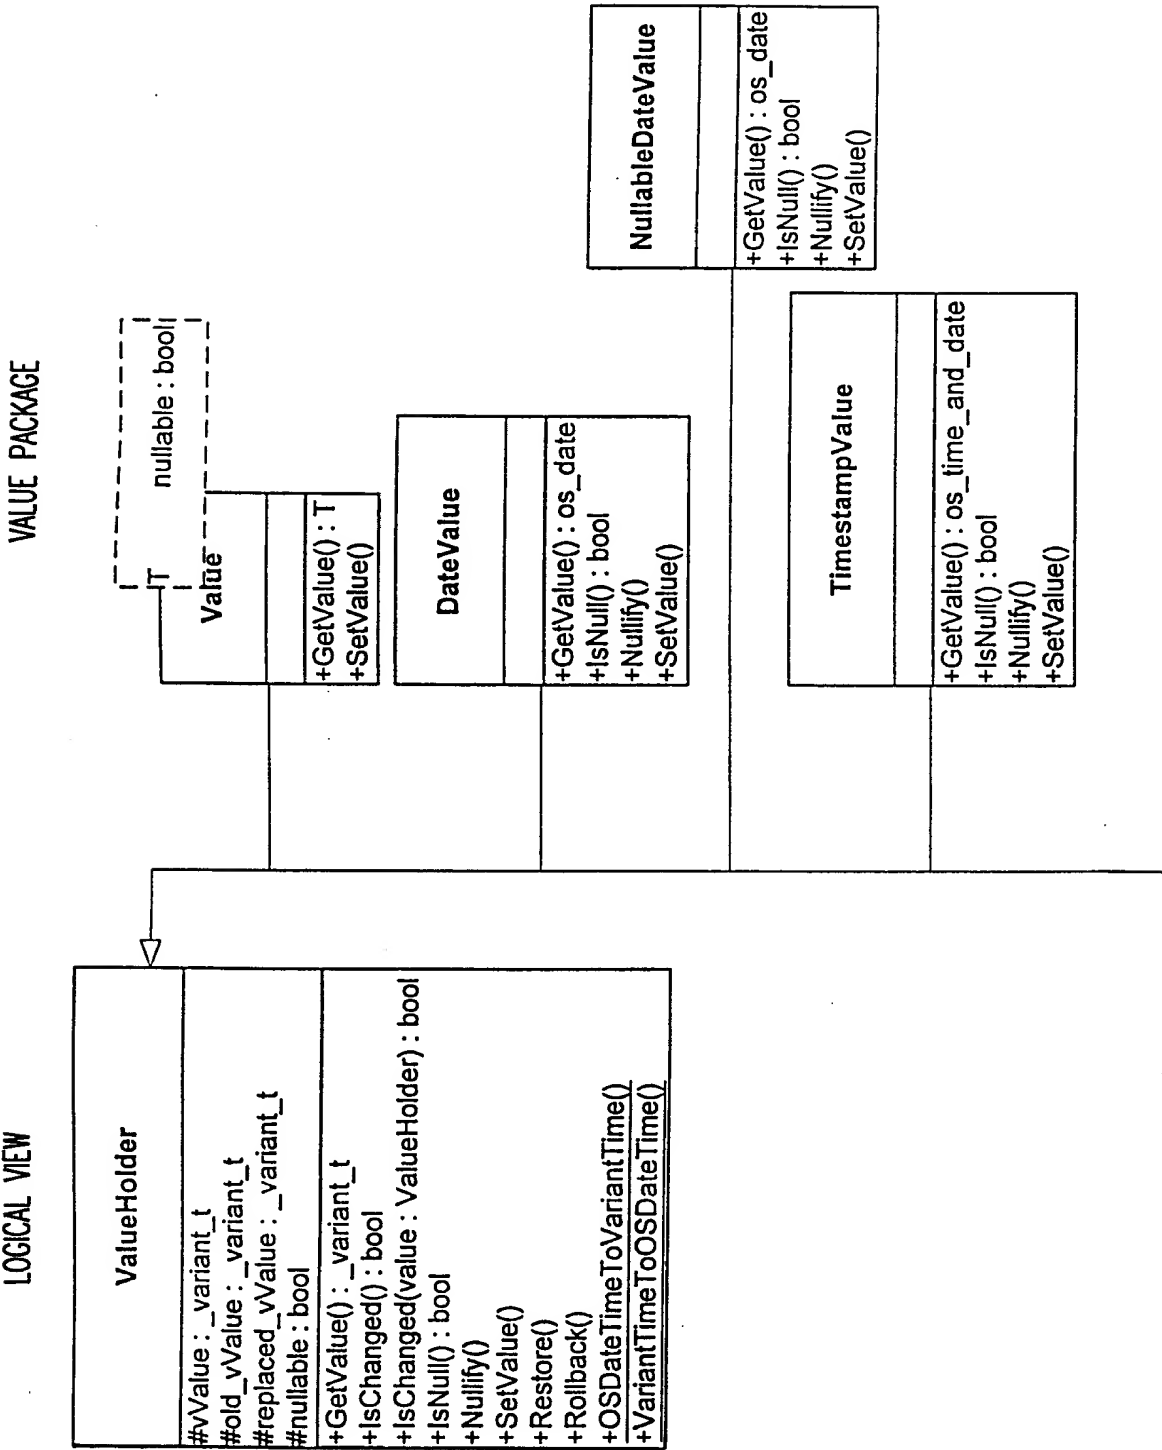 LOGICAL VIEW
VALUE PACKAGE
ValueHolder
#vValue : _variant_t
#old_vValue : _variant_t
#replaced_vValue : _variant_t
#nullable : bool
+GetValue() : _variant_t
+IsChanged() : bool
+IsChanged(value : ValueHolder) : bool
+IsNull() : bool
+Nullify()
+SetValue()
+Restore()
+Rollback()
+OSDateTimeToVariantTime()
+VariantTimeToOSDateTime()
T nullable : bool
Value
+GetValue() : T
+SetValue()
DateValue
+GetValue() : os_date
+IsNull() : bool
+Nullify()
+SetValue()
NullableDateValue
+GetValue() : os_date
+IsNull() : bool
+Nullify()
+SetValue()
TimestampValue
+GetValue() : os_time_and_date
+IsNull() : bool
+Nullify()
+SetValue()